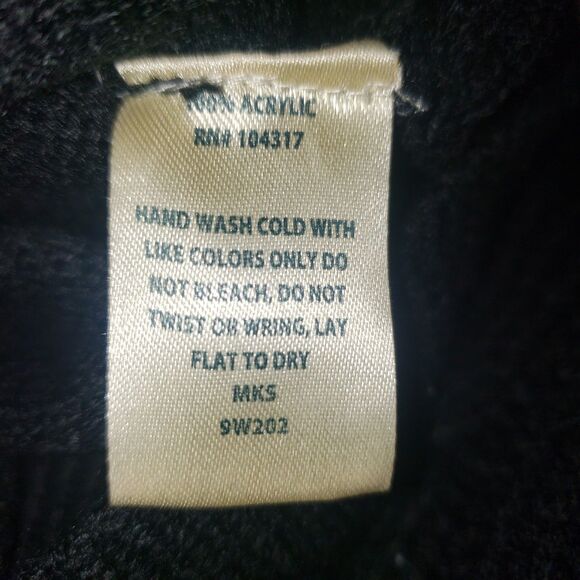 100% ACRYLIC
RN# 104317
HAND WASH COLD WITH
LIKE COLORS ONLY DO
NOT BLEACH, DO NOT
TWIST OR WRING, LAY
FLAT TO DRY
MKS
9W202